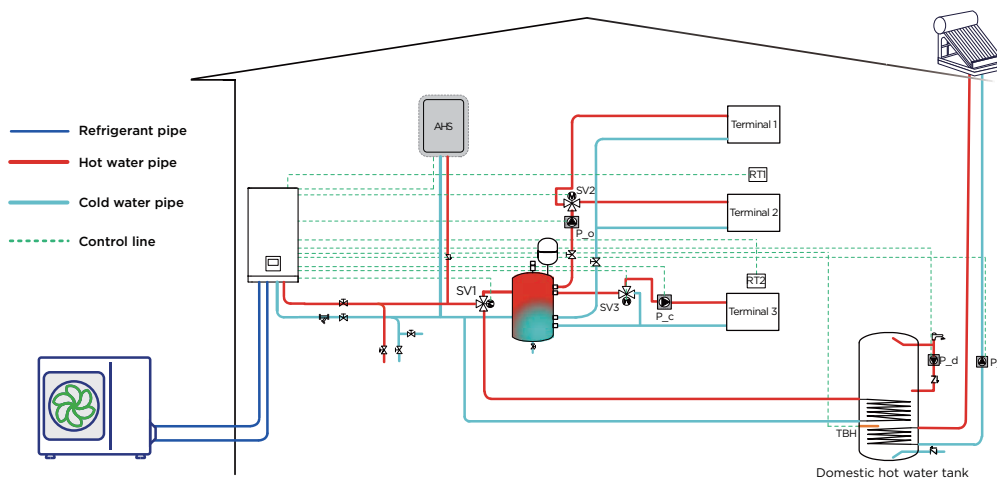 Refrigerant pipe
Hot water pipe
Cold water pipe
Control line
AHS
Terminal 1
RT1
SV2
Terminal 2
P_o
RT2
SV1
SV3
P_c
Terminal 3
P_d
TBH
Domestic hot water tank